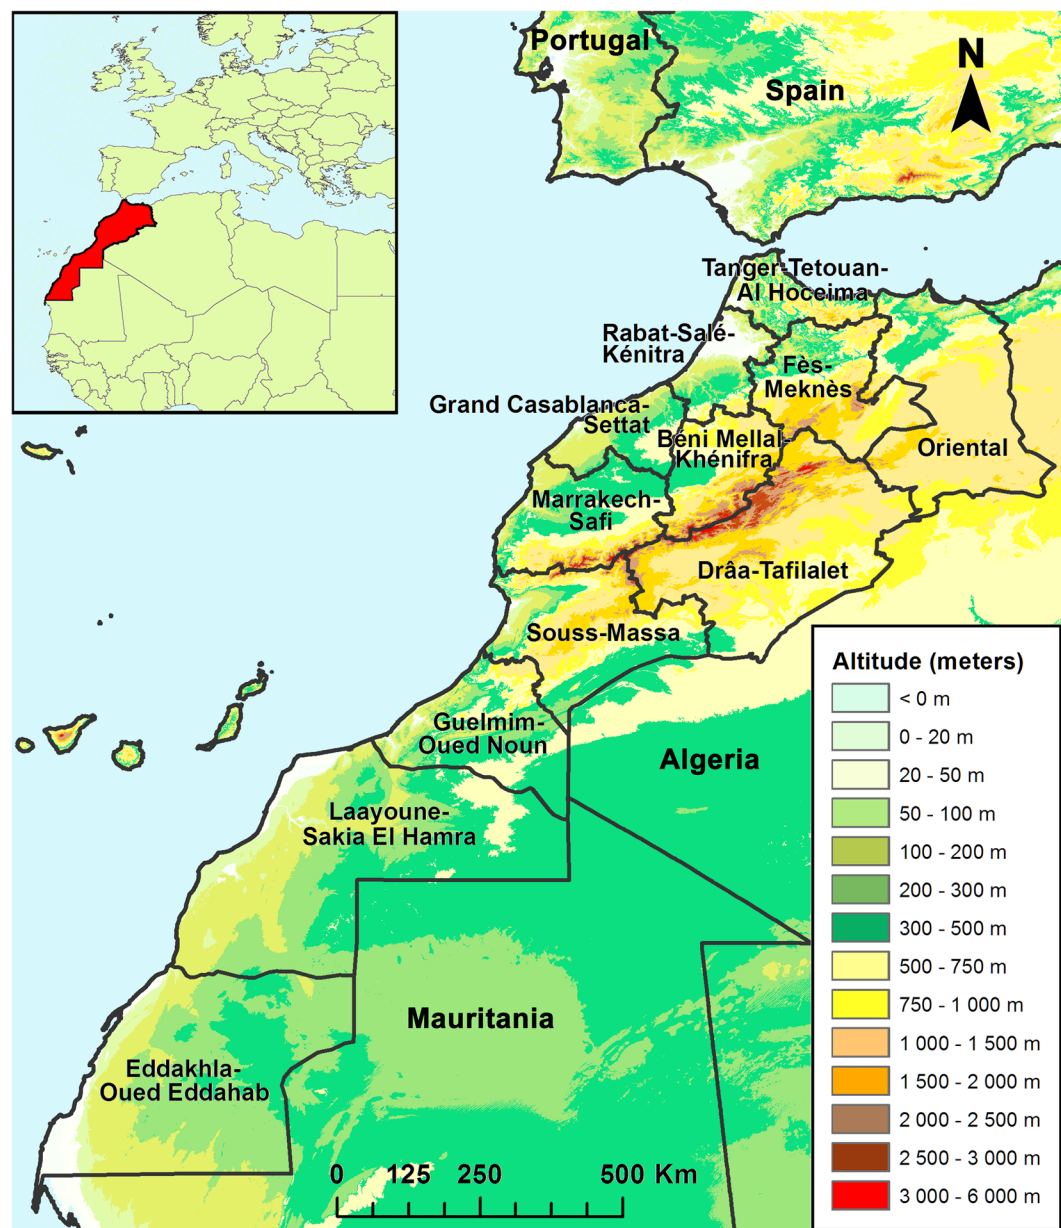 Portugal
Spain
N
Tanger-Tetouan-
Al Hoceima
Rabat-Salé-
Kénitra
Fès-
Meknès
Grand Casablanca-
Settat
Béni Mellal-
Khénifra
Oriental
Marrakech-
Safi
Drâa-Tafilalet
Souss-Massa
Guelmim-
Oued Noun
Algeria
Laayoune-
Sakia El Hamra
Mauritania
Eddakhla-
Oued Eddahab
0 125 250 500 Km
Altitude (meters)
< 0 m
0 - 20 m
20 - 50 m
50 - 100 m
100 - 200 m
200 - 300 m
300 - 500 m
500 - 750 m
750 - 1 000 m
1 000 - 1 500 m
1 500 - 2 000 m
2 000 - 2 500 m
2 500 - 3 000 m
3 000 - 6 000 m